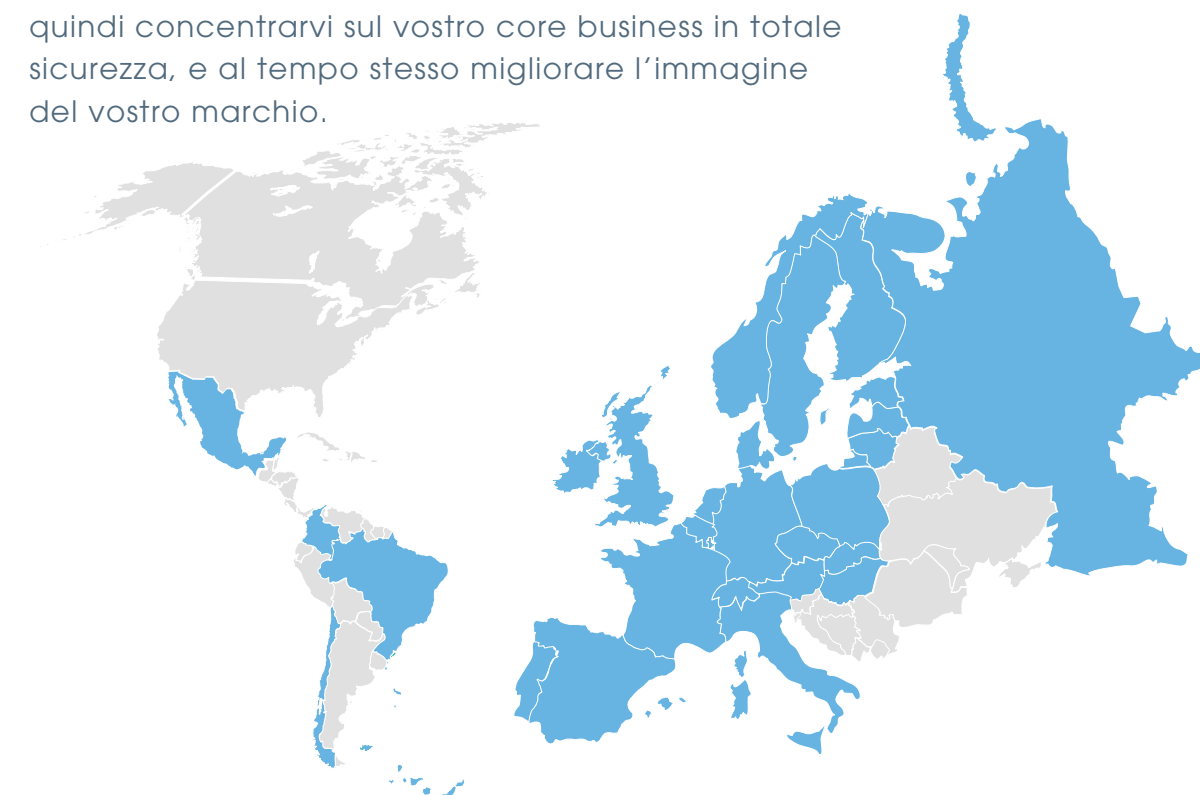 quindi concentrarvi sul vostro core business in totale
sicurezza, e al tempo stesso migliorare l’immagine
del vostro marchio.